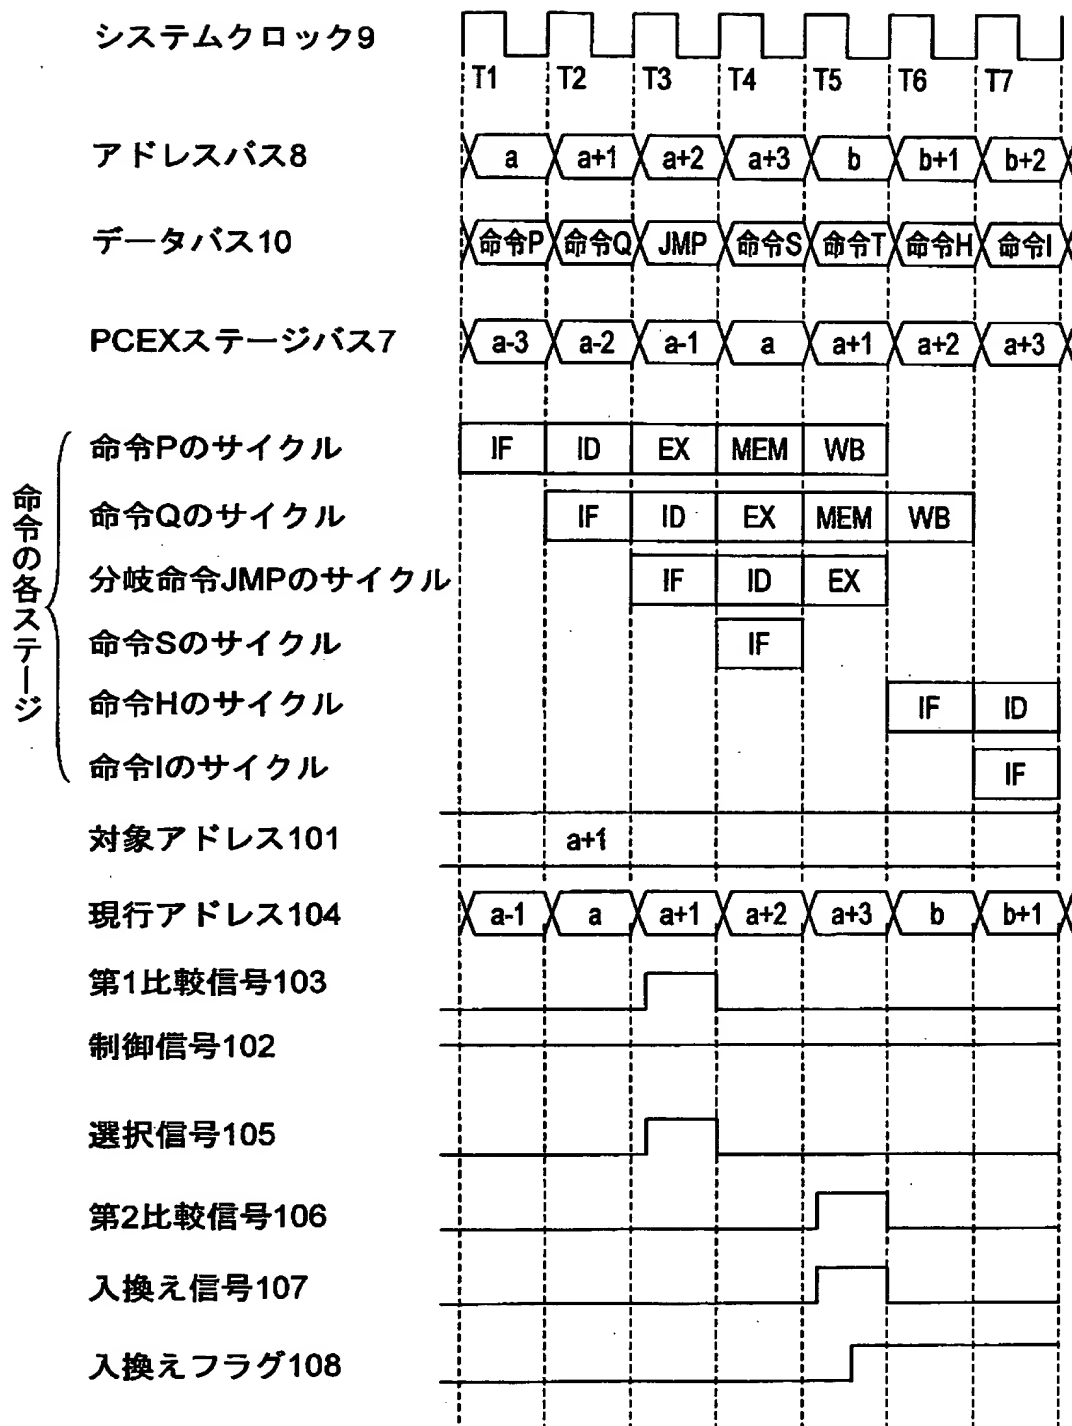 システムクロック9
T1 T2 T3 T4 T5 T6 T7
アドレスバス8 a a+1 a+2 a+3 b b+1 b+2
データバス10 命令P 命令Q JMP 命令S 命令T 命令H 命令I
PCEXステージバス7 a-3 a-2 a-1 a a+1 a+2 a+3
命令の各ステージ
命令Pのサイクル IF ID EX MEM WB
命令Qのサイクル IF ID EX MEM WB
分岐命令JMPのサイクル IF ID EX
命令Sのサイクル IF
命令Hのサイクル IF ID
命令Iのサイクル IF
対象アドレス101 a+1
現行アドレス104 a-1 a a+1 a+2 a+3 b b+1
第1比較信号103
制御信号102
選択信号105
第2比較信号106
入換え信号107
入換えフラグ108